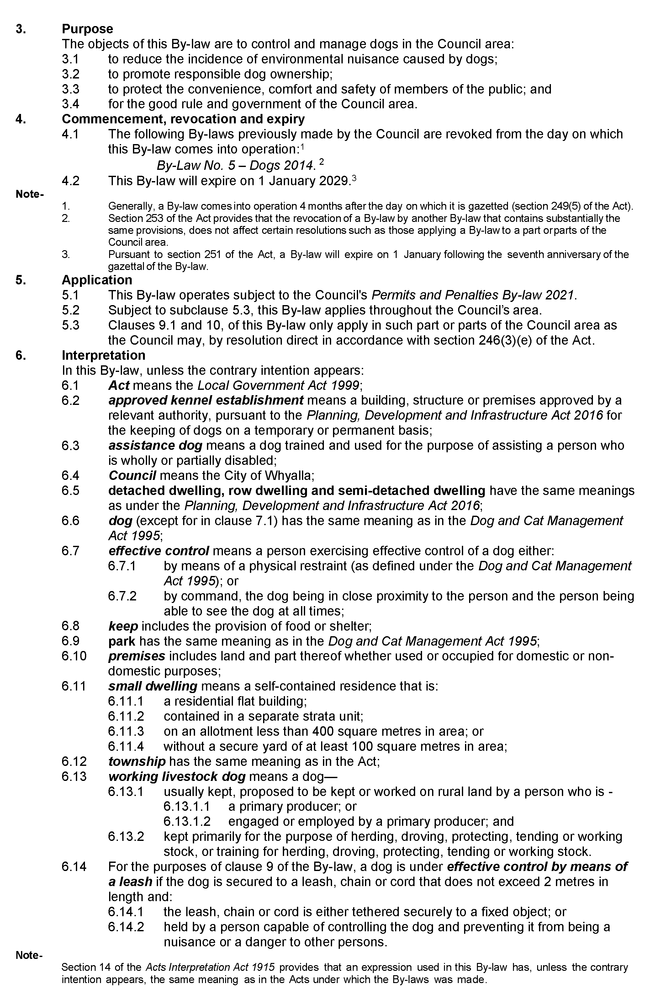 3. Purpose
The objects of this By-law are to control and manage dogs in the Council area:
3.1 to reduce the incidence of environmental nuisance caused by dogs;
3.2 to promote responsible dog ownership;
3.3 to protect the convenience, comfort and safety of members of the public; and
3.4 for the good rule and government of the Council area.
4. Commencement, revocation and expiry
4.1 The following By-laws previously made by the Council are revoked from the day on which
this By-law comes into operation:¹
By-Law No. 5 – Dogs 2014. ²
4.2 This By-law will expire on 1 January 2029.³
Note-
1. Generally, a By-law comes into operation 4 months after the day on which it is gazetted (section 249(5) of the Act).
2. Section 253 of the Act provides that the revocation of a By-law by another By-law that contains substantially the
same provisions, does not affect certain resolutions such as those applying a By-law to a part or parts of the
Council area.
3. Pursuant to section 251 of the Act, a By-law will expire on 1 January following the seventh anniversary of the
gazettal of the By-law.
5. Application
5.1 This By-law operates subject to the Council's Permits and Penalties By-law 2021.
5.2 Subject to subclause 5.3, this By-law applies throughout the Council’s area.
5.3 Clauses 9.1 and 10, of this By-law only apply in such part or parts of the Council area as
the Council may, by resolution direct in accordance with section 246(3)(e) of the Act.
6. Interpretation
In this By-law, unless the contrary intention appears:
6.1 Act means the Local Government Act 1999;
6.2 approved kennel establishment means a building, structure or premises approved by a
relevant authority, pursuant to the Planning, Development and Infrastructure Act 2016 for
the keeping of dogs on a temporary or permanent basis;
6.3 assistance dog means a dog trained and used for the purpose of assisting a person who
is wholly or partially disabled;
6.4 Council means the City of Whyalla;
6.5 detached dwelling, row dwelling and semi-detached dwelling have the same meanings
as under the Planning, Development and Infrastructure Act 2016;
6.6 dog (except for in clause 7.1) has the same meaning as in the Dog and Cat Management
Act 1995;
6.7 effective control means a person exercising effective control of a dog either:
6.7.1 by means of a physical restraint (as defined under the Dog and Cat Management
Act 1995); or
6.7.2 by command, the dog being in close proximity to the person and the person being
able to see the dog at all times;
6.8 keep includes the provision of food or shelter;
6.9 park has the same meaning as in the Dog and Cat Management Act 1995;
6.10 premises includes land and part thereof whether used or occupied for domestic or non-
domestic purposes;
6.11 small dwelling means a self-contained residence that is:
6.11.1 a residential flat building;
6.11.2 contained in a separate strata unit;
6.11.3 on an allotment less than 400 square metres in area; or
6.11.4 without a secure yard of at least 100 square metres in area;
6.12 township has the same meaning as in the Act;
6.13 working livestock dog means a dog—
6.13.1 usually kept, proposed to be kept or worked on rural land by a person who is -
6.13.1.1 a primary producer; or
6.13.1.2 engaged or employed by a primary producer; and
6.13.2 kept primarily for the purpose of herding, droving, protecting, tending or working
stock, or training for herding, droving, protecting, tending or working stock.
6.14 For the purposes of clause 9 of the By-law, a dog is under effective control by means of
a leash if the dog is secured to a leash, chain or cord that does not exceed 2 metres in
length and:
6.14.1 the leash, chain or cord is either tethered securely to a fixed object; or
6.14.2 held by a person capable of controlling the dog and preventing it from being a
nuisance or a danger to other persons.
Note-
Section 14 of the Acts Interpretation Act 1915 provides that an expression used in this By-law has, unless the contrary
intention appears, the same meaning as in the Acts under which the By-laws was made.